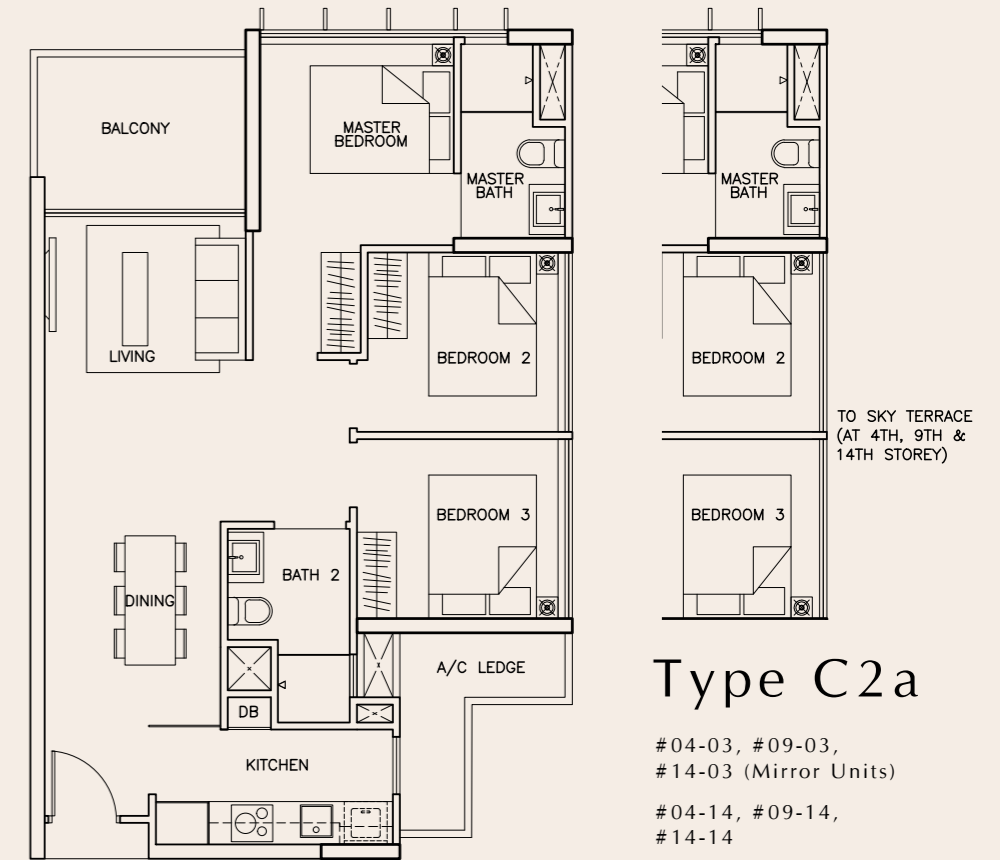 BALCONY
MASTER
BEDROOM
MASTER
BATH
MASTER
BATH
LIVING
BEDROOM 2
BEDROOM 2
TO SKY TERRACE
(AT 4TH, 9TH &
14TH STOREY)
BEDROOM 3
BEDROOM 3
BATH 2
DINING
A/C LEDGE
DB
KITCHEN
Type C2a
#04-03, #09-03,
#14-03 (Mirror Units)
#04-14, #09-14,
#14-14